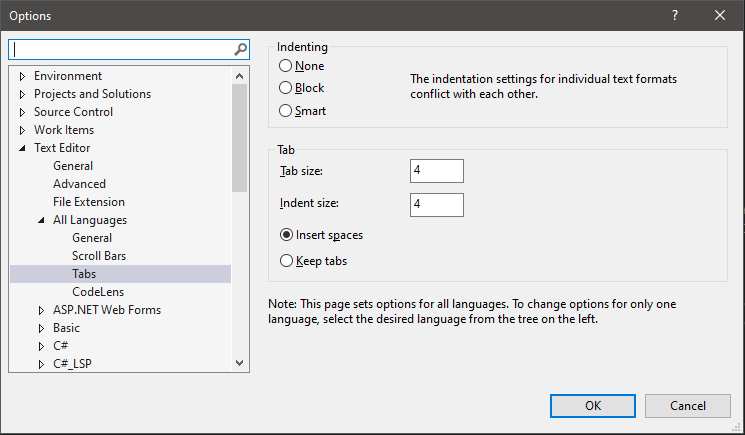 Options
Environment
Projects and Solutions
Source Control
Work Items
Text Editor
General
Advanced
File Extension
All Languages
General
Scroll Bars
Tabs
CodeLens
ASP.NET Web Forms
Basic
C#
C#_LSP
Indenting
None
Block
Smart
The indentation settings for individual text formats
conflict with each other.
Tab
Tab size:
4
Indent size:
4
Insert spaces
Keep tabs
Note: This page sets options for all languages. To change options for only one
language, select the desired language from the tree on the left.
OK
Cancel